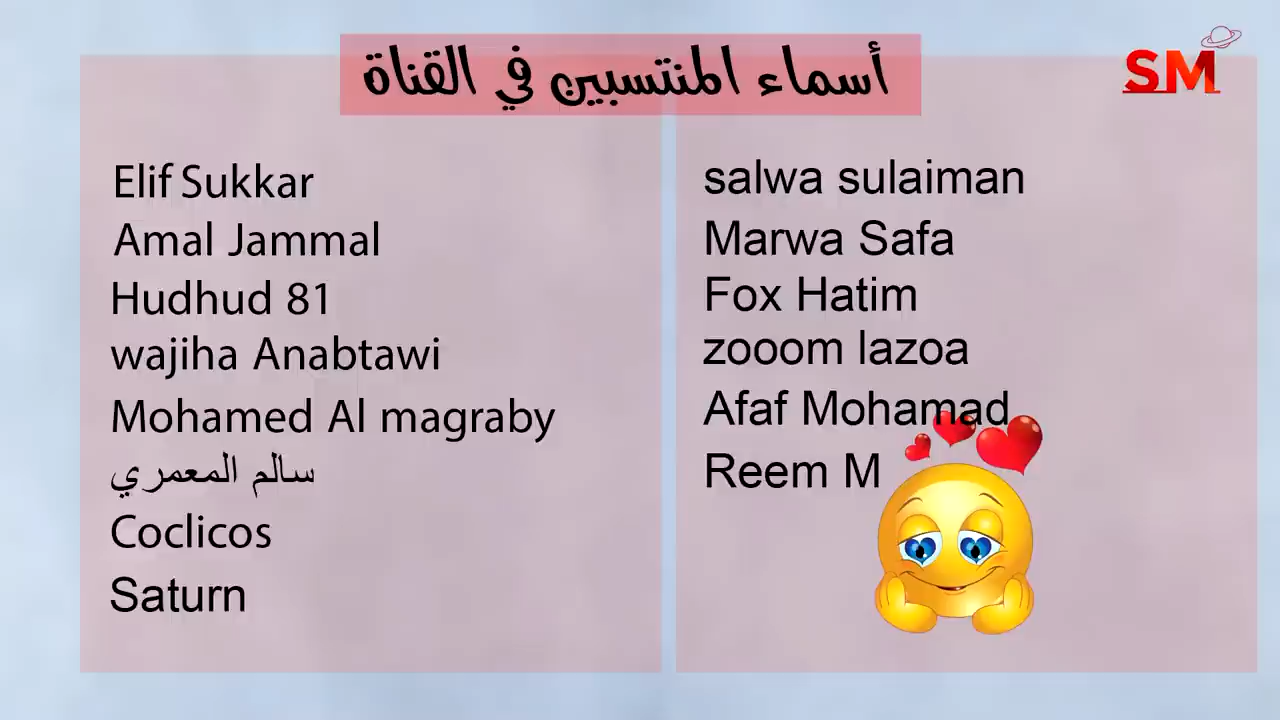 أسماء المنتسبين في القناة
SM
Elif Sukkar
Amal Jammal
Hudhud 81
wajiha Anabtawi
Mohamed Al magraby
سالم المعمري
Coclicos
Saturn
salwa sulaiman
Marwa Safa
Fox Hatim
zooom lazoa
Afaf Mohamad
Reem M